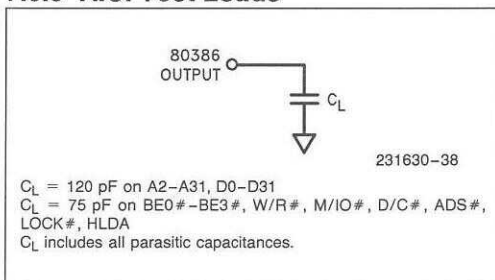 80386
OUTPUT
CL
231630-38
CL = 120 pF on A2-A31, D0-D31
CL = 75 pF on BE0#-BE3#, W/R#, M/IO#, D/C#, ADS#,
LOCK#, HLDA
CL includes all parasitic capacitances.